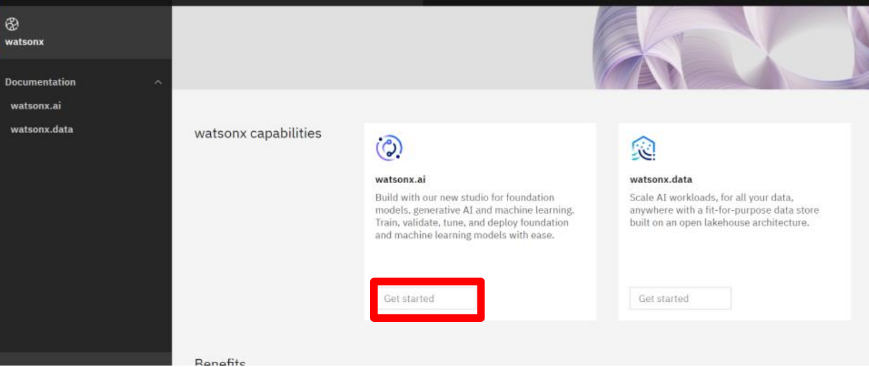 watsonx
Documentation
watsonx.ai
watsonx.data
watsonx capabilities
watsonx.ai
Build with our new studio for foundation
models, generative AI and machine learning.
Train, validate, tune, and deploy foundation
and machine learning models with ease.
Get started
watsonx.data
Scale AI workloads, for all your data,
anywhere with a fit-for-purpose data store
built on an open lakehouse architecture.
Get started
Benefits